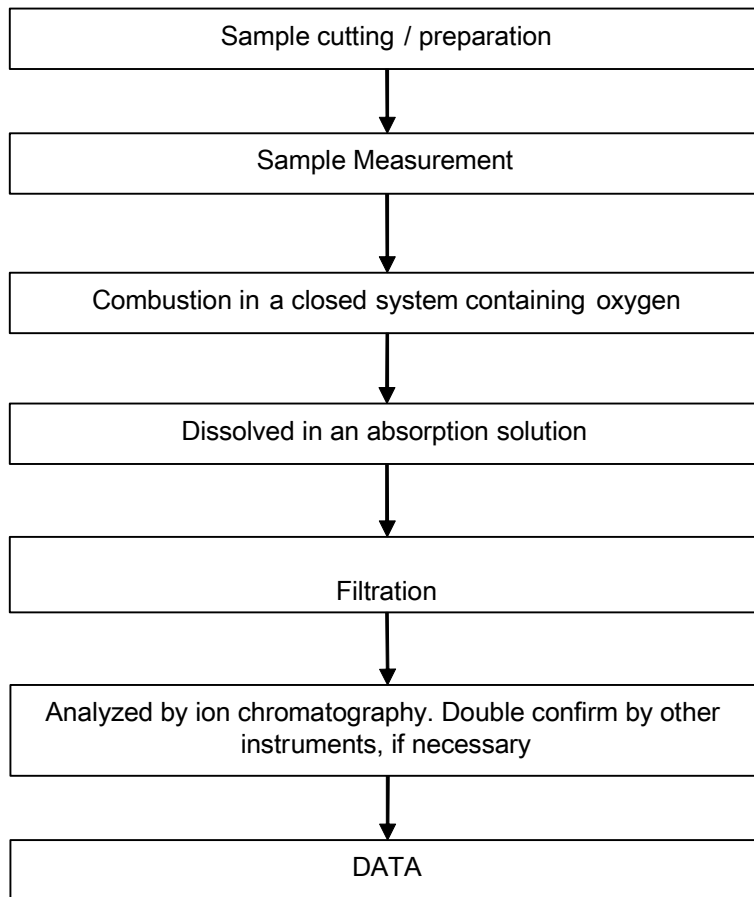 Sample cutting / preparation
Sample Measurement
Combustion in a closed system containing oxygen
Dissolved in an absorption solution
Filtration
Analyzed by ion chromatography. Double confirm by other
instruments, if necessary
DATA